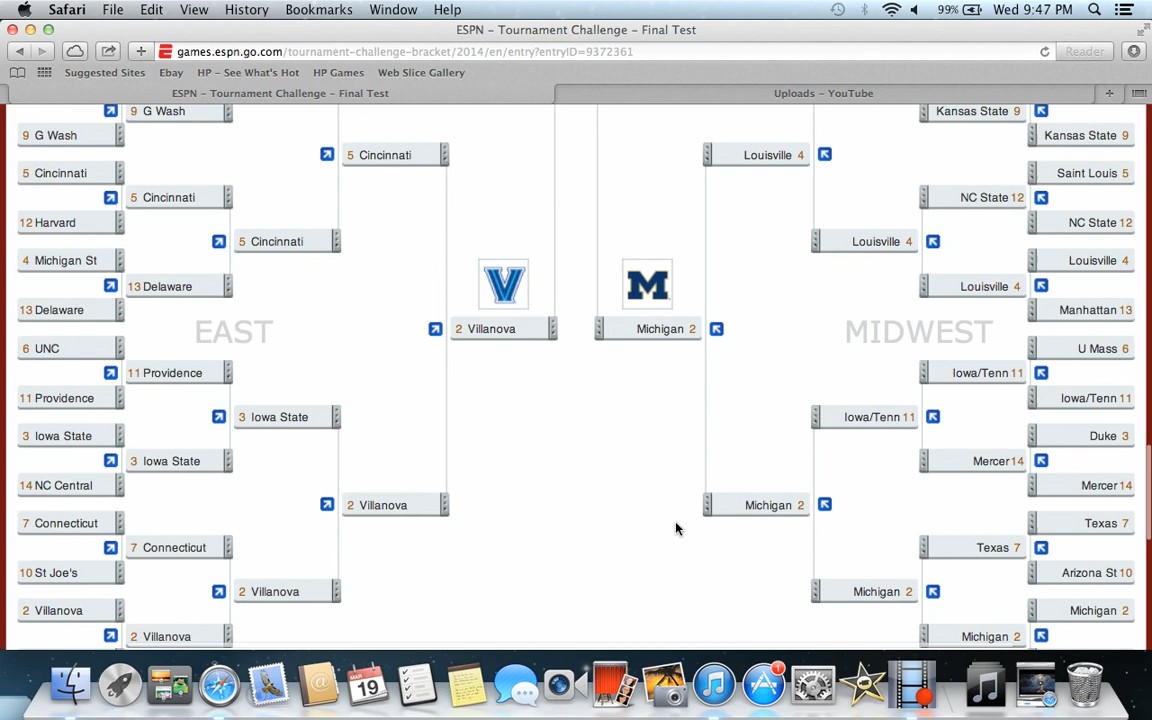 Safari File Edit View History Bookmarks Window Help 99% Wed 9:47 PM
ESPN – Tournament Challenge – Final Test
games.espn.go.com/tournament-challenge-bracket/2014/en/entry?entryID=9372361 Reader
Suggested Sites Ebay HP – See What's Hot HP Games Web Slice Gallery
ESPN – Tournament Challenge – Final Test Uploads – YouTube
9 G Wash Kansas State 9
9 G Wash Kansas State 9
5 Cincinnati Louisville 4
5 Cincinnati Saint Louis 5
5 Cincinnati NC State 12
12 Harvard NC State 12
5 Cincinnati Louisville 4
4 Michigan St Louisville 4
13 Delaware V M Louisville 4
13 Delaware Manhattan 13
2 Villanova Michigan 2
EAST MIDWEST
6 UNC U Mass 6
11 Providence Iowa/Tenn 11
11 Providence Iowa/Tenn 11
3 Iowa State Iowa/Tenn 11
3 Iowa State Duke 3
3 Iowa State Mercer 14
14 NC Central Mercer 14
2 Villanova Michigan 2
7 Connecticut Texas 7
7 Connecticut Texas 7
10 St Joe's Arizona St 10
2 Villanova Michigan 2
2 Villanova Michigan 2
2 Villanova Michigan 2
MAR
19
1